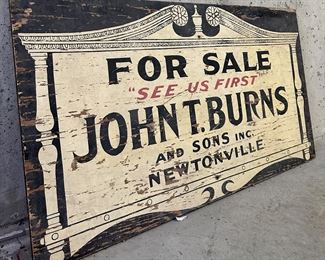 FOR SALE
"SEE US FIRST"
JOHN T. BURNS
AND SONS INC.
NEWTONVILLE